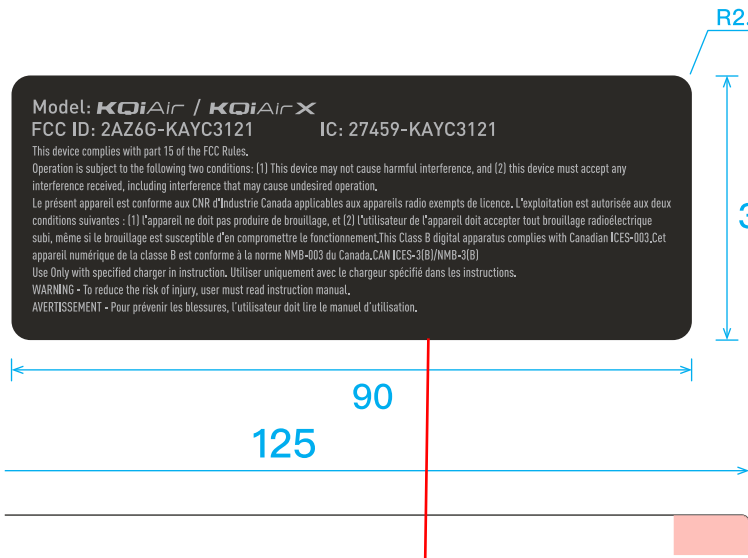 R2.
Model: KQiAir / KQiAir X
FCC ID: 2AZ6G-KAYC3121 IC: 27459-KAYC3121
This device complies with part 15 of the FCC Rules.
Operation is subject to the following two conditions: (1) This device may not cause harmful interference, and (2) this device must accept any
interference received, including interference that may cause undesired operation.
Le présent appareil est conforme aux CNR d'Industrie Canada applicables aux appareils radio exempts de licence. L'exploitation est autorisée aux deux
conditions suivantes : (1) l'appareil ne doit pas produire de brouillage, et (2) l'utilisateur de l'appareil doit accepter tout brouillage radioélectrique
subi, même si le brouillage est susceptible d'en compromettre le fonctionnement.This Class B digital apparatus complies with Canadian ICES-003.Cet
appareil numérique de la classe B est conforme à la norme NMB-003 du Canada.CAN ICES-3(B)/NMB-3(B)
Use Only with specified charger in instruction. Utiliser uniquement avec le chargeur spécifié dans les instructions.
WARNING - To reduce the risk of injury, user must read instruction manual.
AVERTISSEMENT - Pour prévenir les blessures, l'utilisateur doit lire le manuel d'utilisation.
90
125